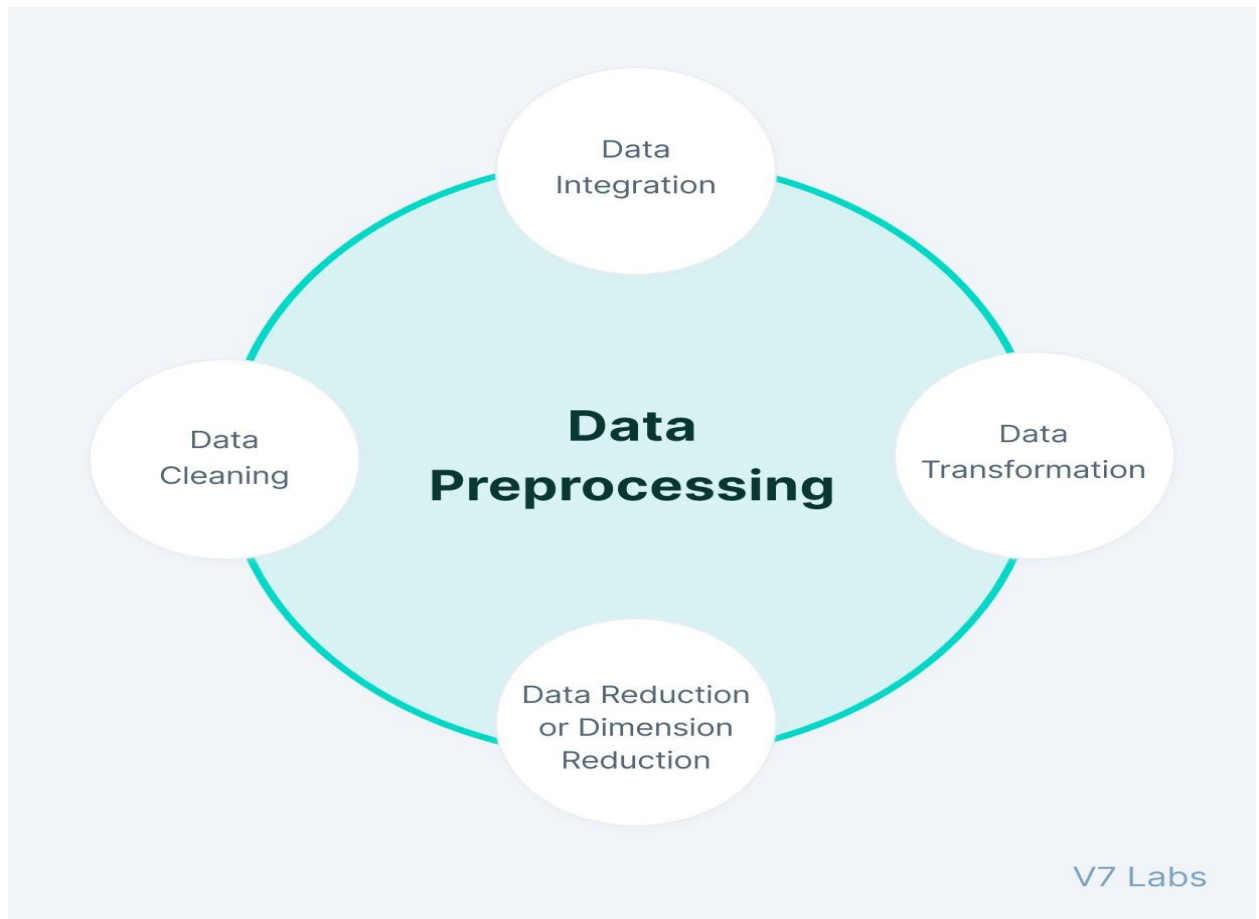 Data
Integration
Data
Cleaning
Data
Preprocessing
Data
Transformation
Data Reduction
or Dimension
Reduction
V7 Labs